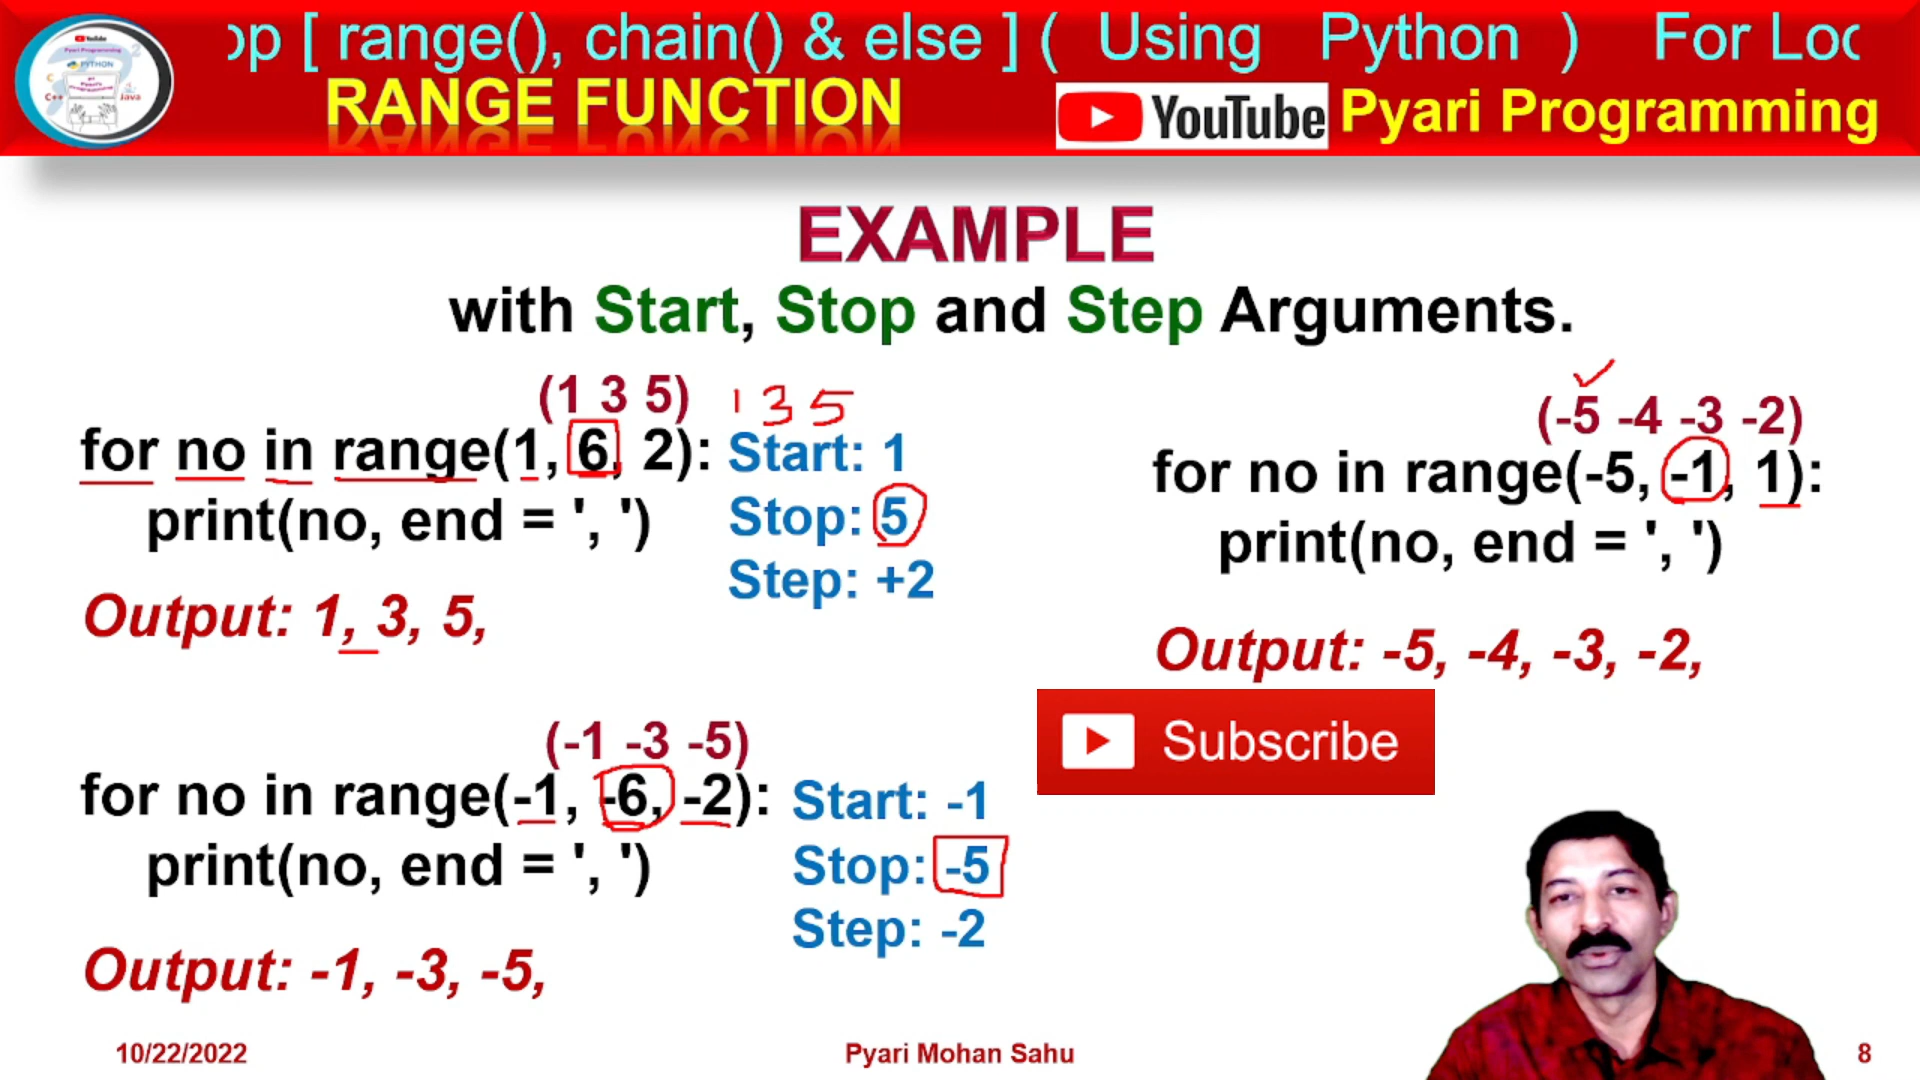 op [ range(), chain() & else ] ( Using Python ) For Loo
RANGE FUNCTION
YouTube Pyari Programming
YouTube
Pyari Programming
PYTHON
C
C++
Java
EXAMPLE
with Start, Stop and Step Arguments.
(1 3 5) 1 3 5
for no in range(1, 6, 2):
print(no, end = ', ')
Start: 1
Stop: 5
Step: +2
Output: 1, 3, 5,
(-5 -4 -3 -2)
for no in range(-5, -1, 1):
print(no, end = ', ')
Output: -5, -4, -3, -2,
Subscribe
(-1 -3 -5)
for no in range(-1, -6, -2):
print(no, end = ', ')
Start: -1
Stop: -5
Step: -2
Output: -1, -3, -5,
10/22/2022
Pyari Mohan Sahu
8